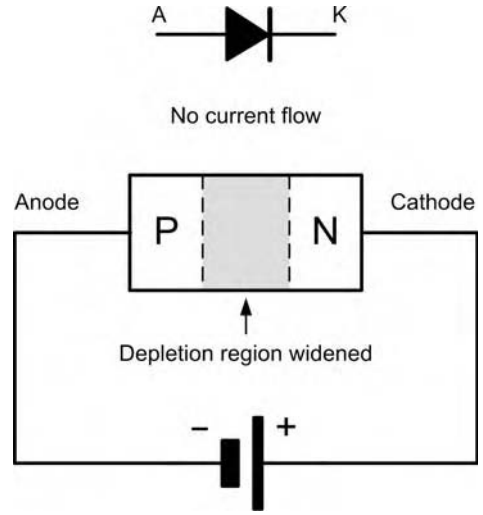 A K
No current flow
Anode Cathode
P N
Depletion region widened
− +